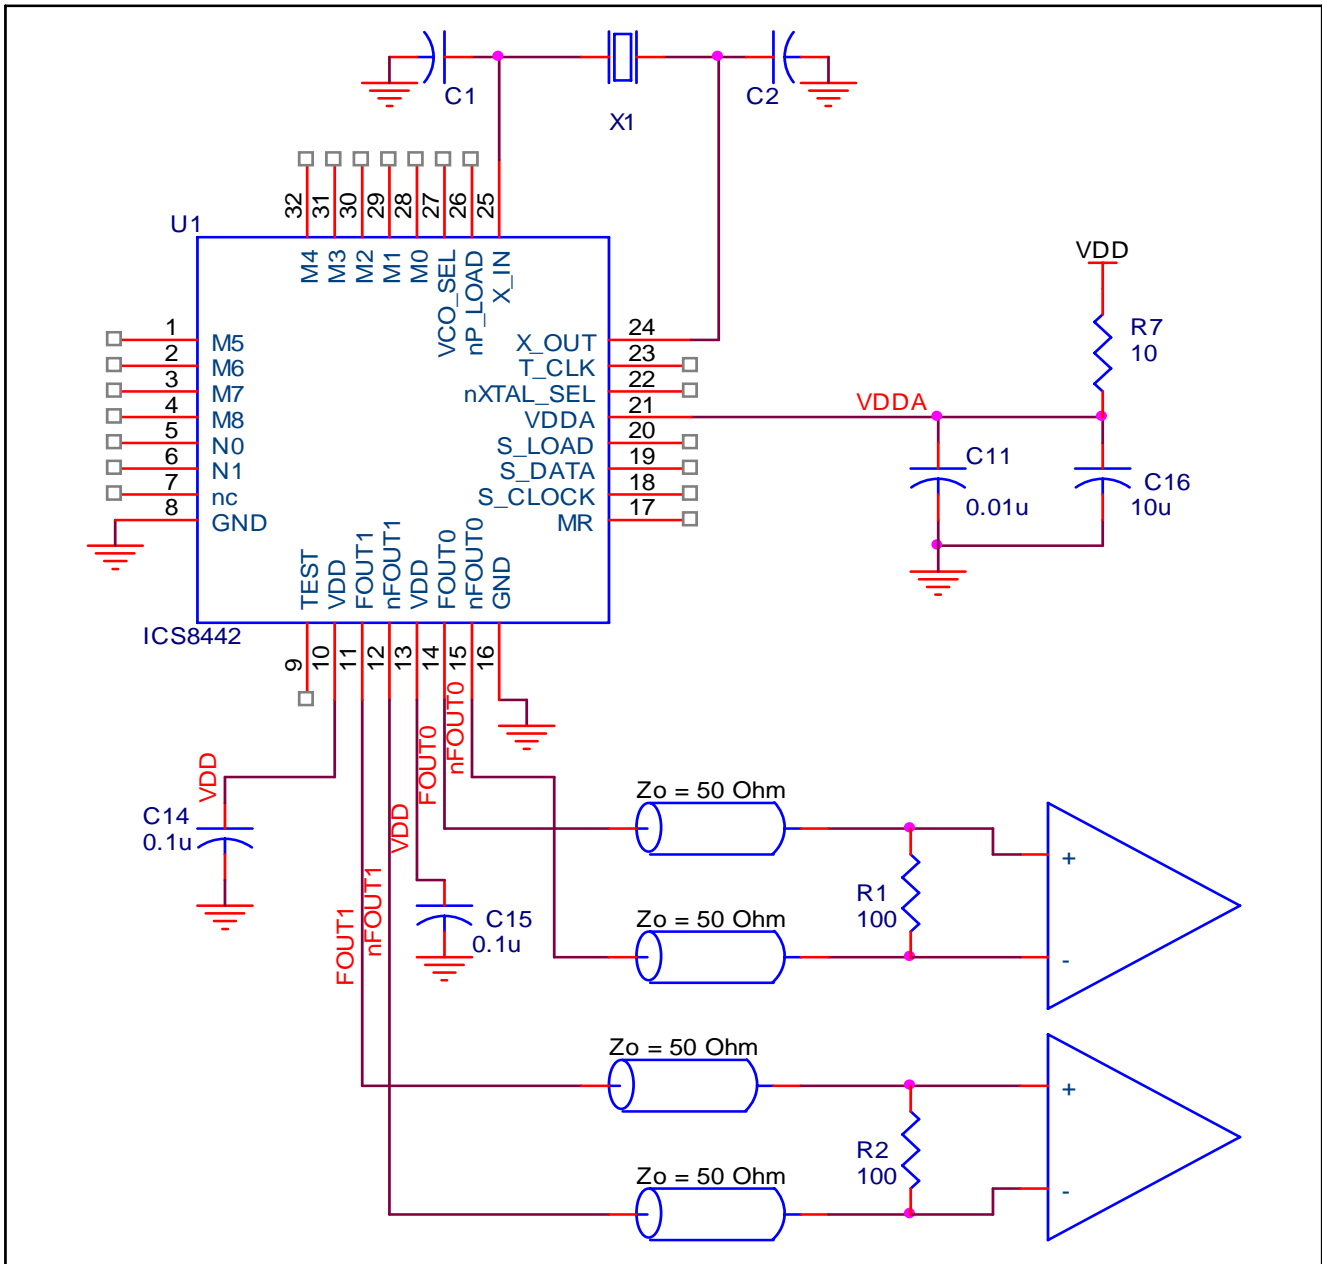 C1
X1
C2
32
31
30
29
28
27
26
25
U1
M4
M3
M2
M1
M0
VCO_SEL
nP_LOAD
X_IN
VDD
R7
10
1
2
3
4
5
6
7
8
M5
M6
M7
M8
N0
N1
nc
GND
X_OUT
T_CLK
nXTAL_SEL
VDDA
S_LOAD
S_DATA
S_CLOCK
MR
24
23
22
21
20
19
18
17
VDDA
C11
0.01u
C16
10u
TEST
VDD
FOUT1
nFOUT1
VDD
FOUT0
nFOUT0
GND
ICS8442
9
10
11
12
13
14
15
16
VDD
FOUT1
nFOUT1
VDD
FOUT0
nFOUT0
C14
0.1u
C15
0.1u
Zo = 50 Ohm
R1
100
+
-
Zo = 50 Ohm
Zo = 50 Ohm
R2
100
+
-
Zo = 50 Ohm